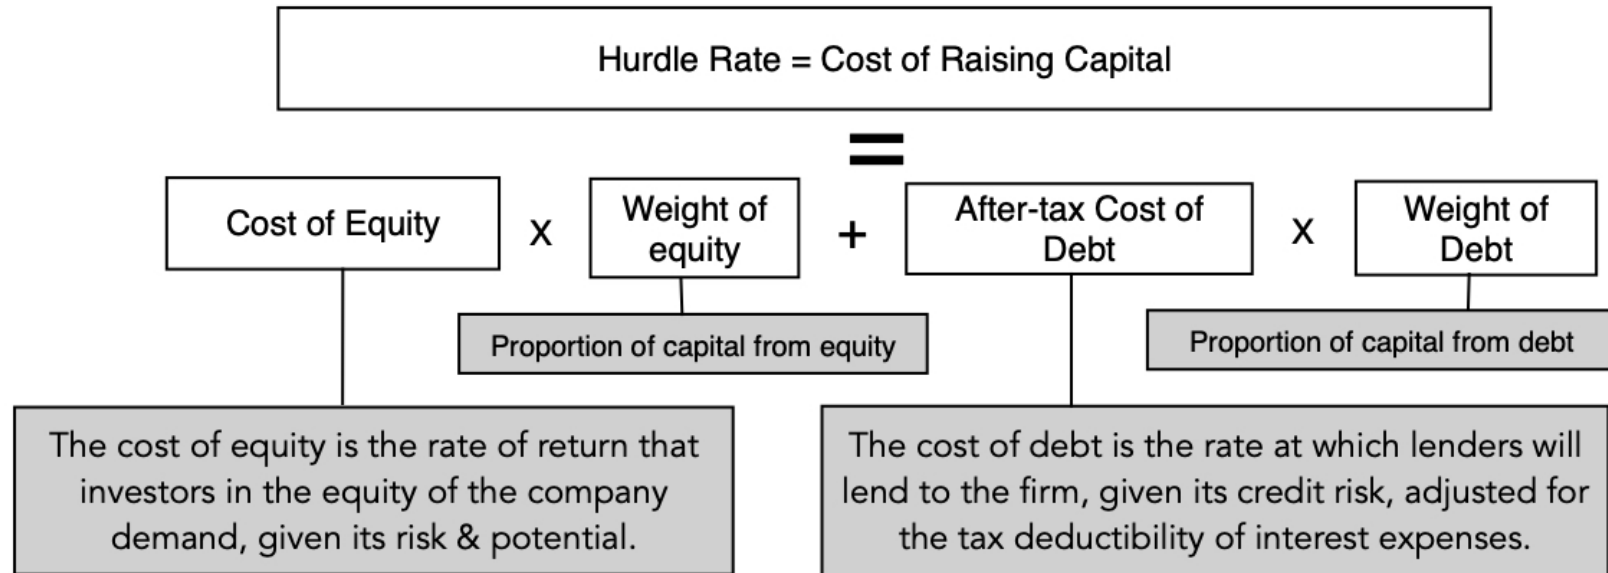 Hurdle Rate = Cost of Raising Capital
=
Cost of Equity
x
Weight of
equity
+
After-tax Cost of
Debt
x
Weight of
Debt
Proportion of capital from equity
Proportion of capital from debt
The cost of equity is the rate of return that
investors in the equity of the company
demand, given its risk & potential.
The cost of debt is the rate at which lenders will
lend to the firm, given its credit risk, adjusted for
the tax deductibility of interest expenses.